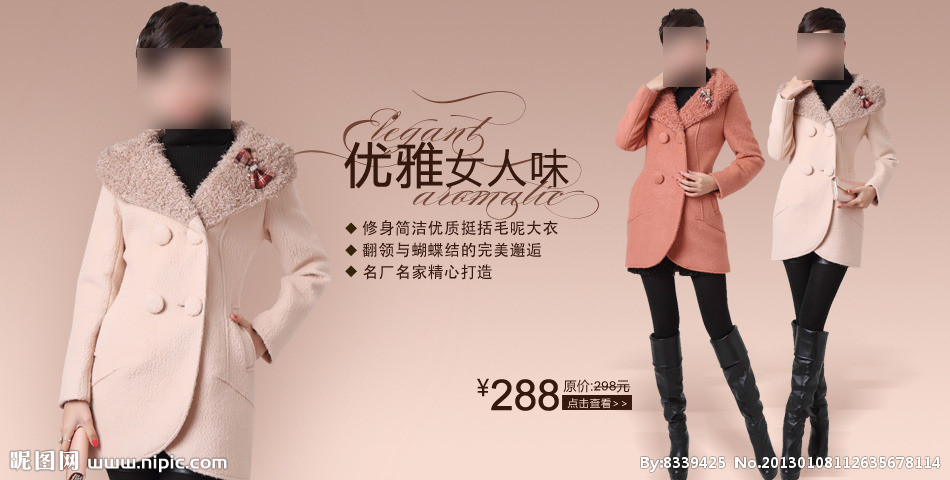 Elegant
优雅女人味
aromatic
◆ 修身简洁优质挺括毛呢大衣
◆ 翻领与蝴蝶结的完美邂逅
◆ 名厂名家精心打造
¥288 原价:298元
点击查看>>
昵图网 www.nipic.com
By:8339425 No.20130108112635678114